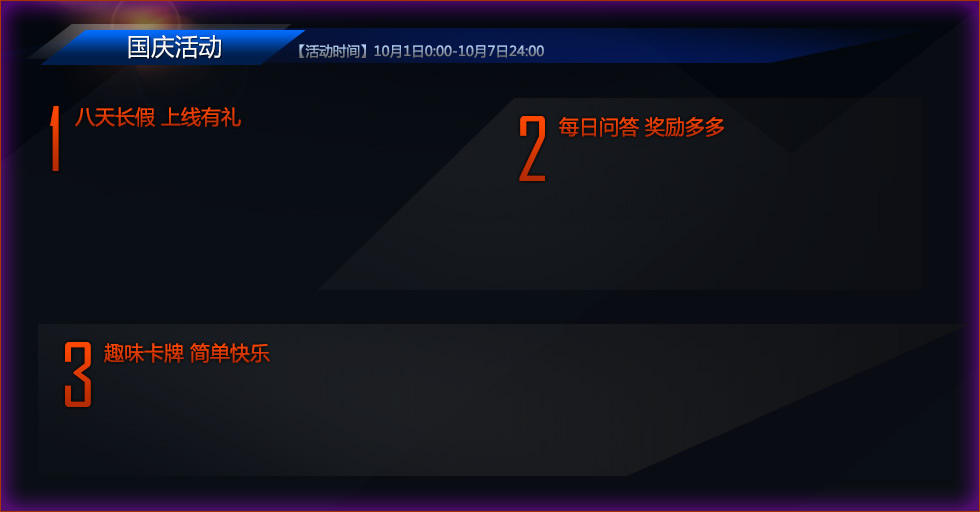 国庆活动
【活动时间】10月1日0:00-10月7日24:00
1
八天长假 上线有礼
2
每日问答 奖励多多
3
趣味卡牌 简单快乐